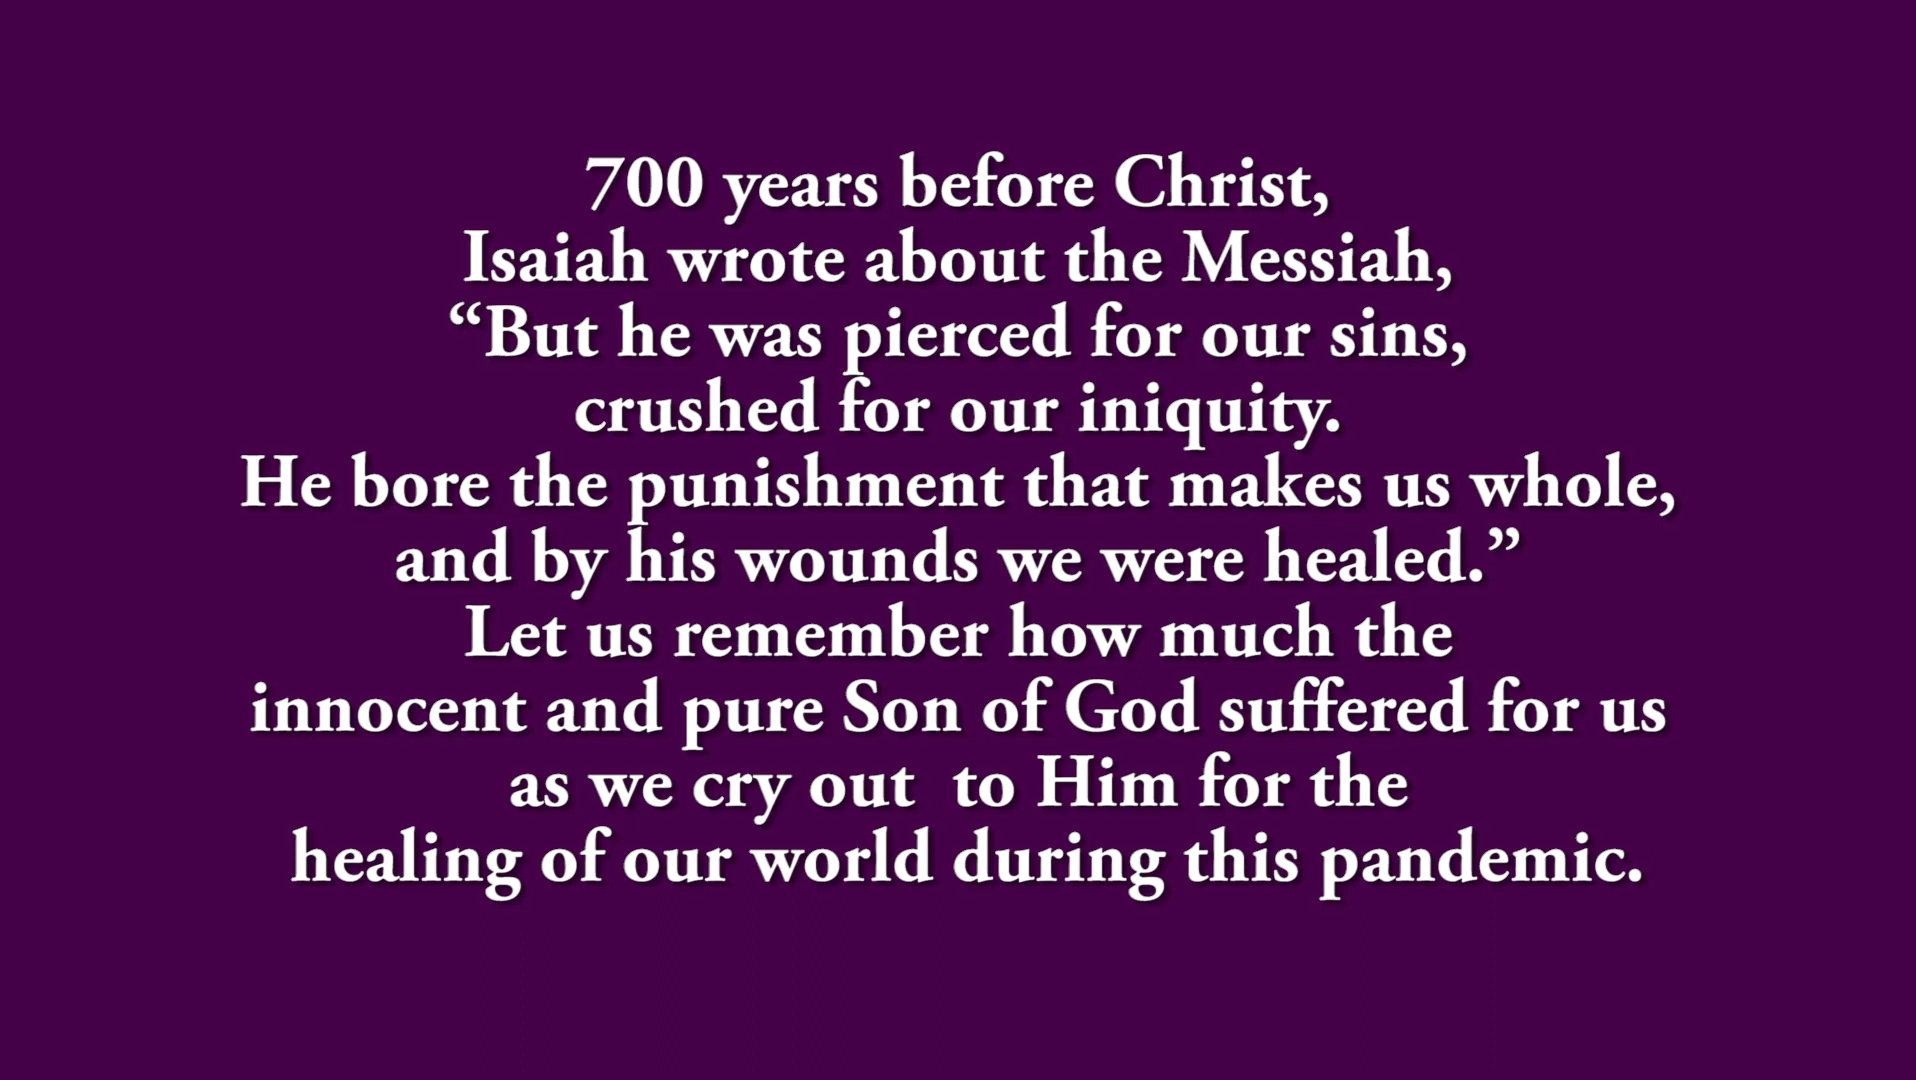 700 years before Christ,
Isaiah wrote about the Messiah,
“But he was pierced for our sins,
crushed for our iniquity.
He bore the punishment that makes us whole,
and by his wounds we were healed.”
Let us remember how much the
innocent and pure Son of God suffered for us
as we cry out  to Him for the
healing of our world during this pandemic.